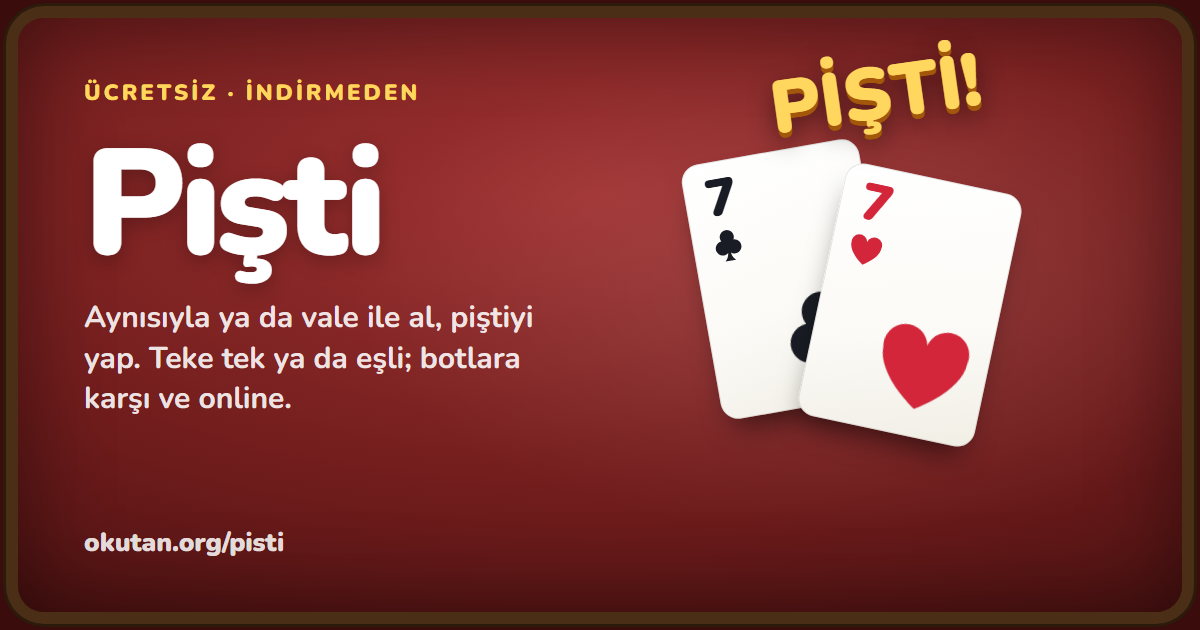 ÜCRETSİZ · İNDİRMEDEN
Pişti
Aynısıyla ya da vale ile al, piştiyi
yap. Teke tek ya da eşli; botlara
karşı ve online.
okutan.org/pisti
PİŞTİ!
7
7